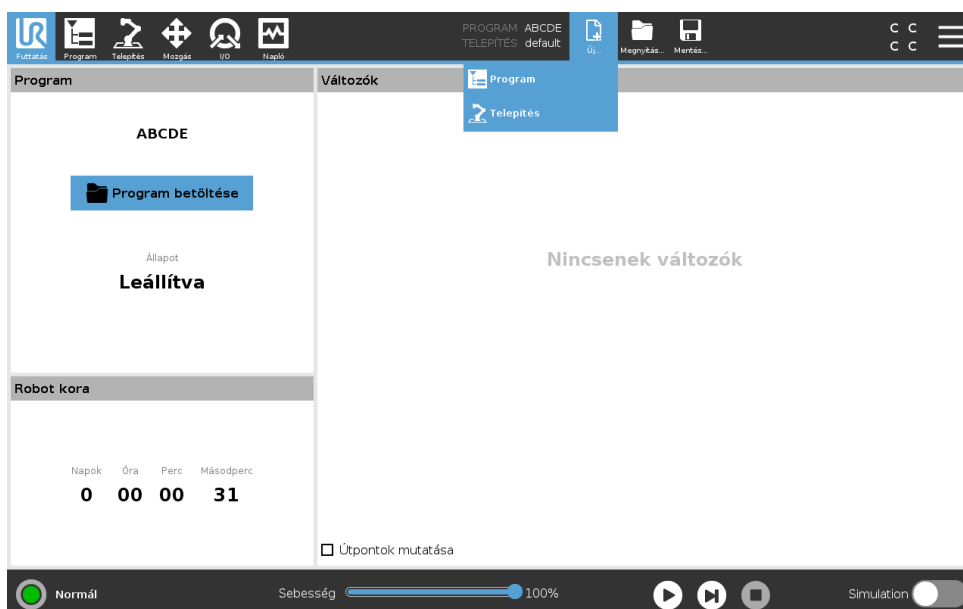 UR
Futtatás Program Telepítés Mozgás I/O Napló
PROGRAM ABCDE
TELEPÍTÉS default
Új... Megnyitás... Mentés...
C C
C C
Program
Telepítés
Program
Változók
ABCDE
Program betöltése
Állapot
Leállítva
Nincsenek változók
Robot kora
Napok Óra Perc Másodperc
0 00 00 31
Útpontok mutatása
Normál
Sebesség 100%
Simulation